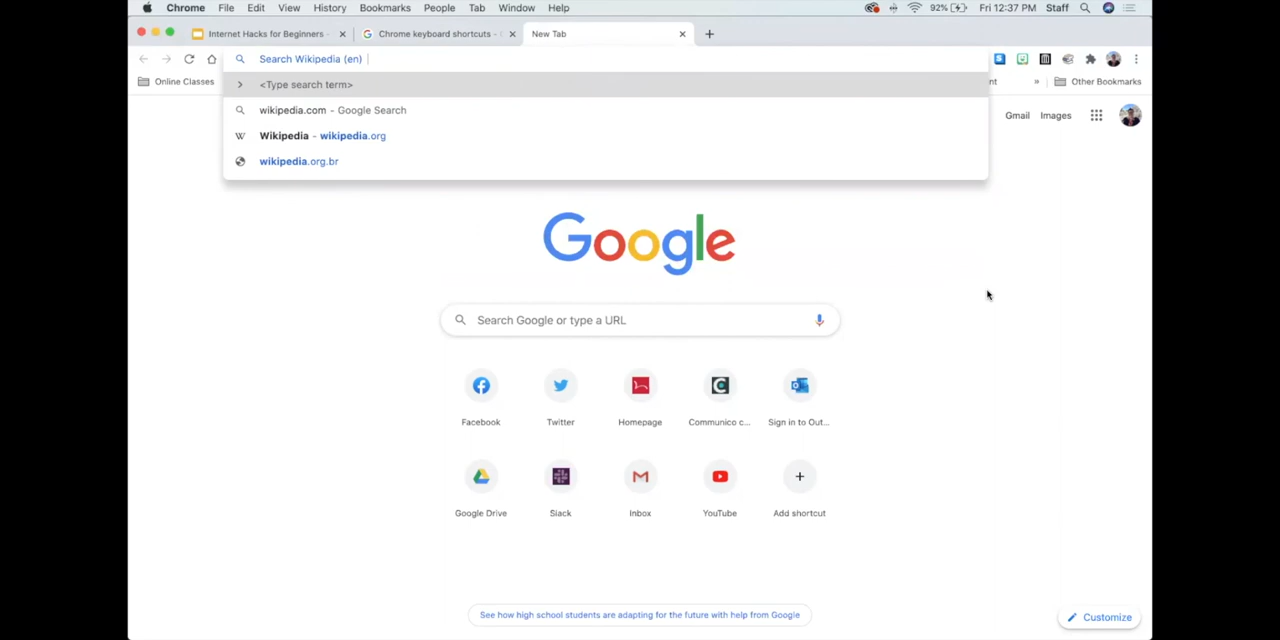 Chrome File Edit View History Bookmarks People Tab Window Help 92% Fri 12:37 PM Staff
Internet Hacks for Beginners - Chrome keyboard shortcuts - New Tab
Search Wikipedia (en)
Online Classes Other Bookmarks
<Type search term>
wikipedia.com - Google Search
Gmail Images
Wikipedia - wikipedia.org
wikipedia.org.br
Google
Search Google or type a URL
Facebook Twitter Homepage Communico c... Sign in to Out...
Google Drive Slack Inbox YouTube Add shortcut
See how high school students are adapting for the future with help from Google
Customize